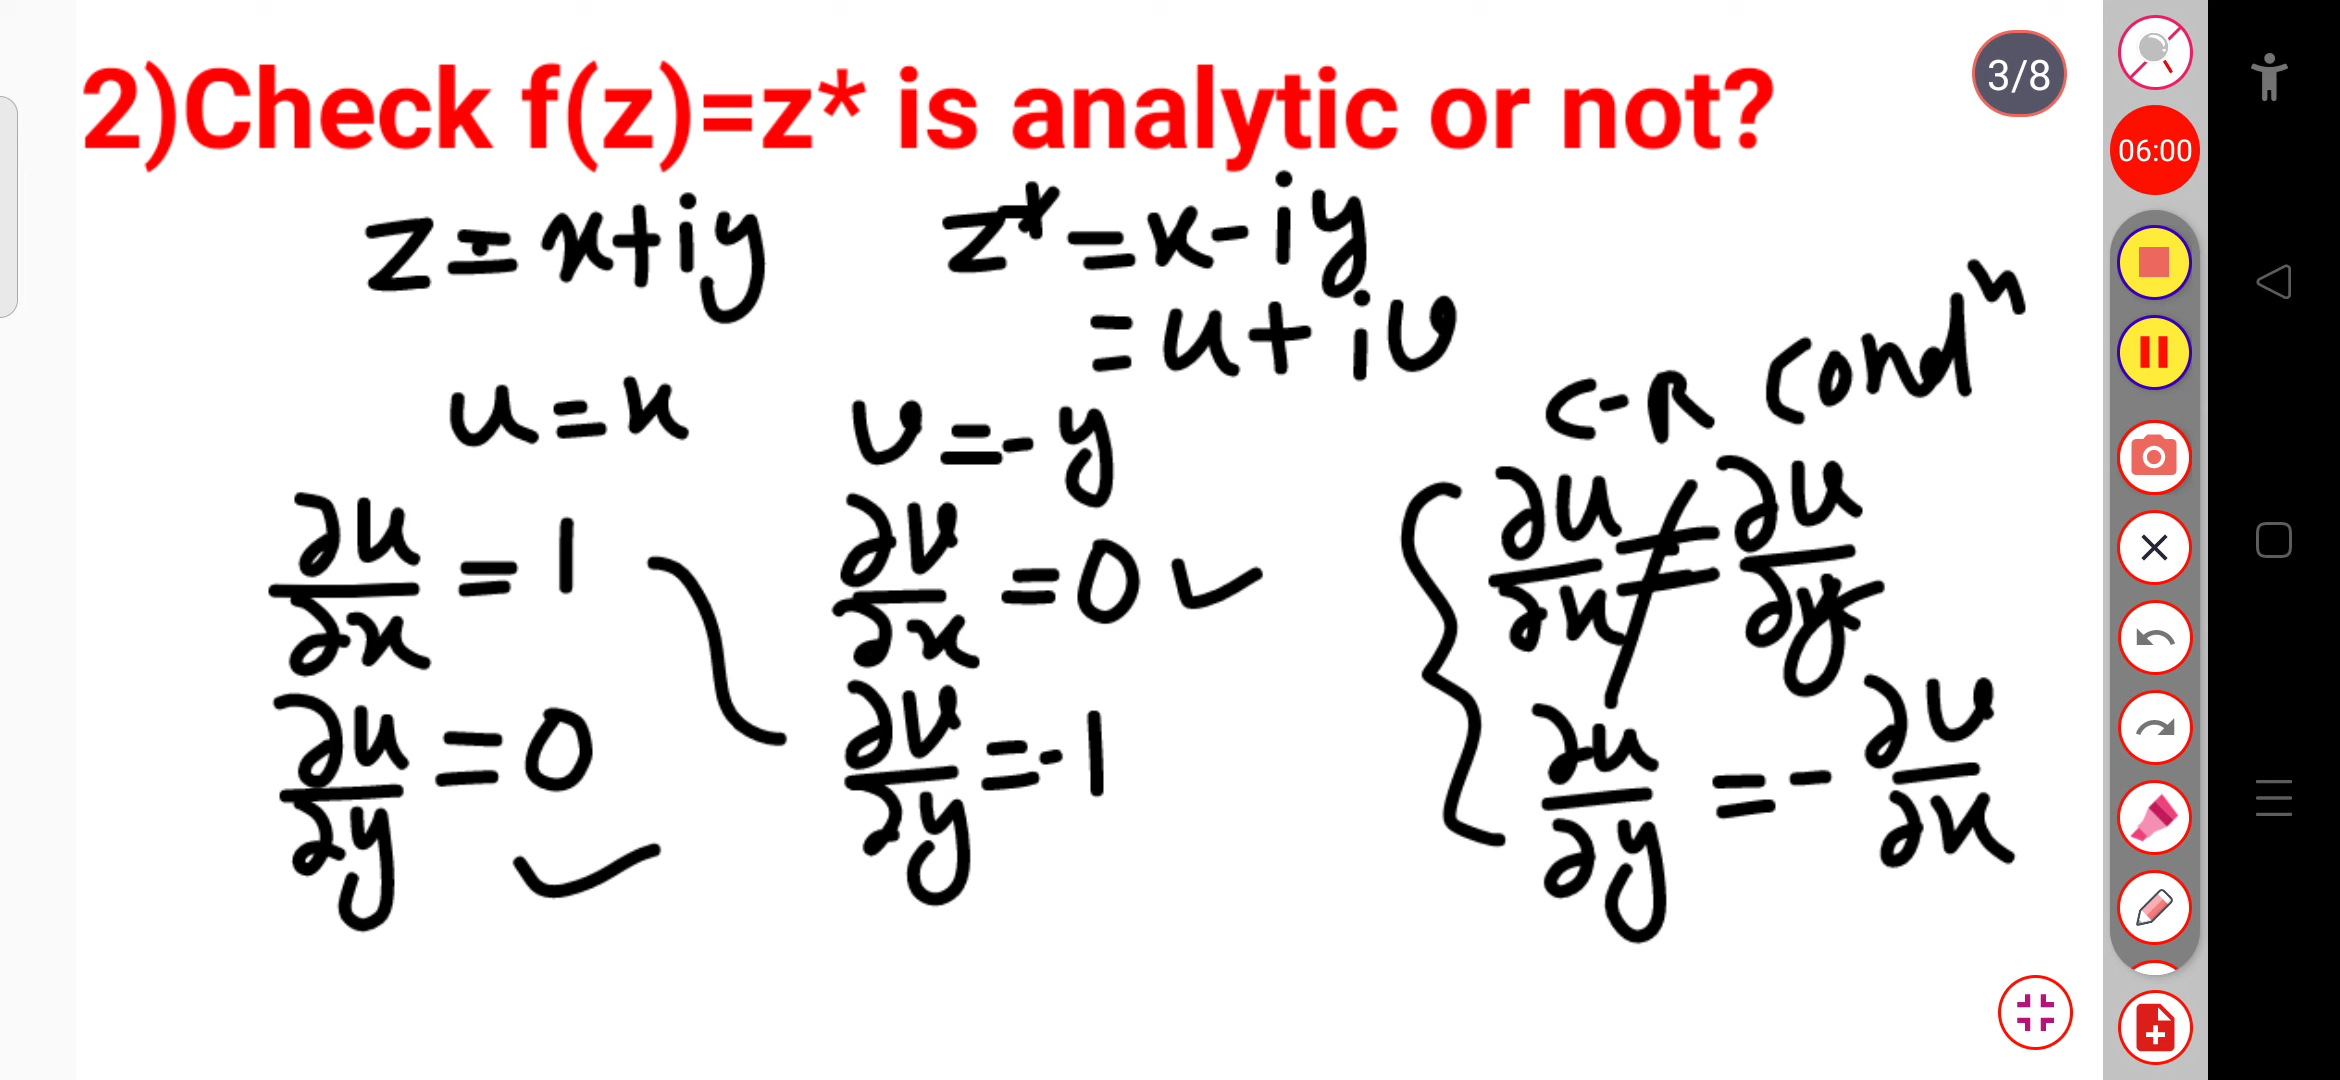 2)Check f(z)=z* is analytic or not?
3/8
06:00
z = x+iy
z* = x-iy
= u+iv
u = x
v = -y
C-R condⁿ
∂u/∂x = 1
∂v/∂x = 0 ✓
∂u/∂x ≠ ∂v/∂y
∂u/∂y = 0 ✓
∂v/∂y = -1
∂u/∂y = - ∂v/∂x